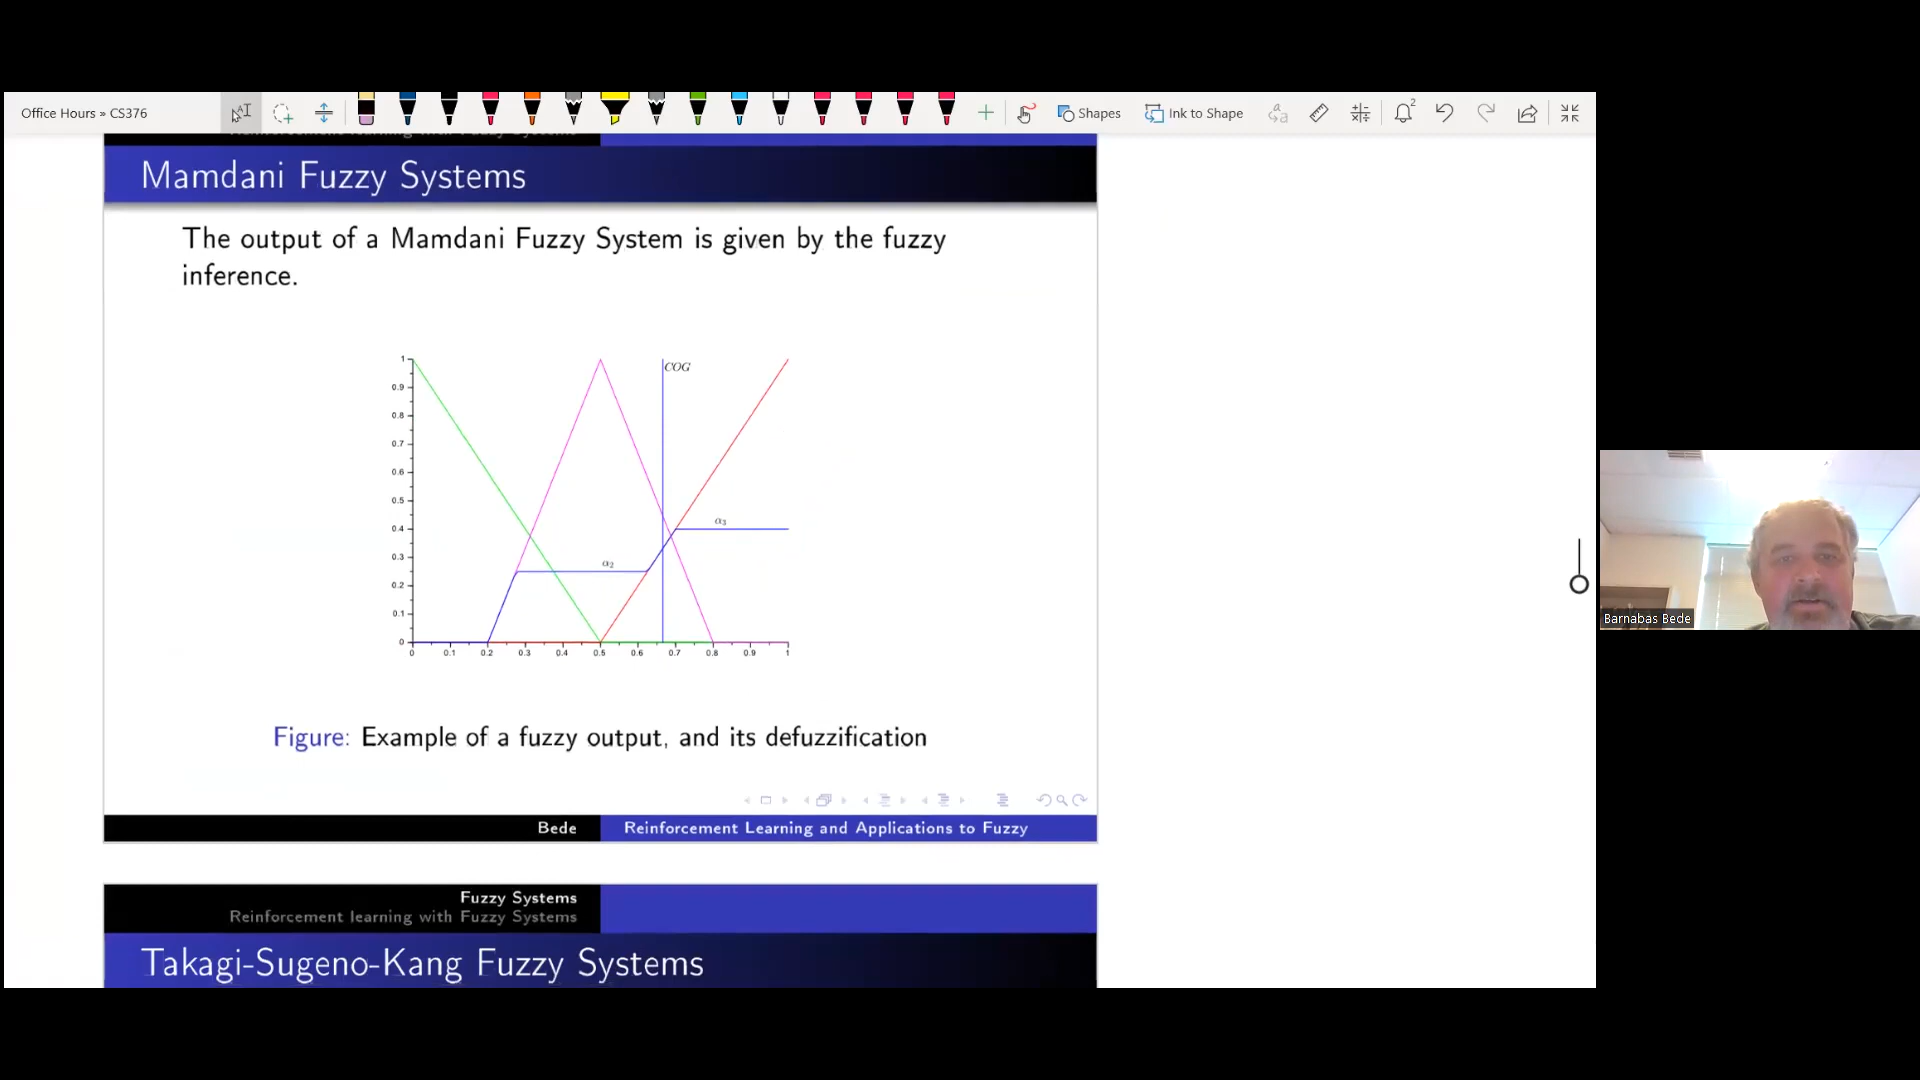 Office Hours » CS376
2
Shapes
Ink to Shape
Mamdani Fuzzy Systems
The output of a Mamdani Fuzzy System is given by the fuzzy
inference.
1
0.9
0.8
0.7
0.6
0.5
0.4
0.3
0.2
0.1
0
COG
α3
α2
0 0.1 0.2 0.3 0.4 0.5 0.6 0.7 0.8 0.9 1
Figure: Example of a fuzzy output, and its defuzzification
Bede Reinforcement Learning and Applications to Fuzzy
Fuzzy Systems
Reinforcement learning with Fuzzy Systems
Takagi-Sugeno-Kang Fuzzy Systems
Barnabas Bede